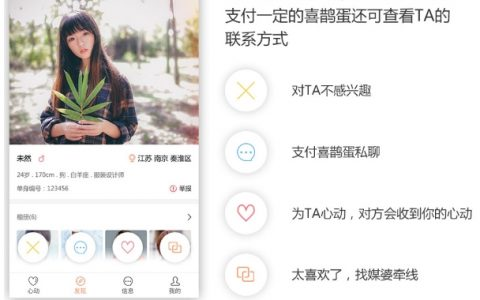 未然
江苏 南京 秦淮区
24岁 . 170cm . 狗 . 白羊座 . 服装设计师
单身编号：123456
举报
相册(6)
心动
发现
信息
我的
支付一定的喜鹊蛋还可查看TA的
联系方式
对TA不感兴趣
支付喜鹊蛋私聊
为TA心动，对方会收到你的心动
太喜欢了，找媒婆牵线